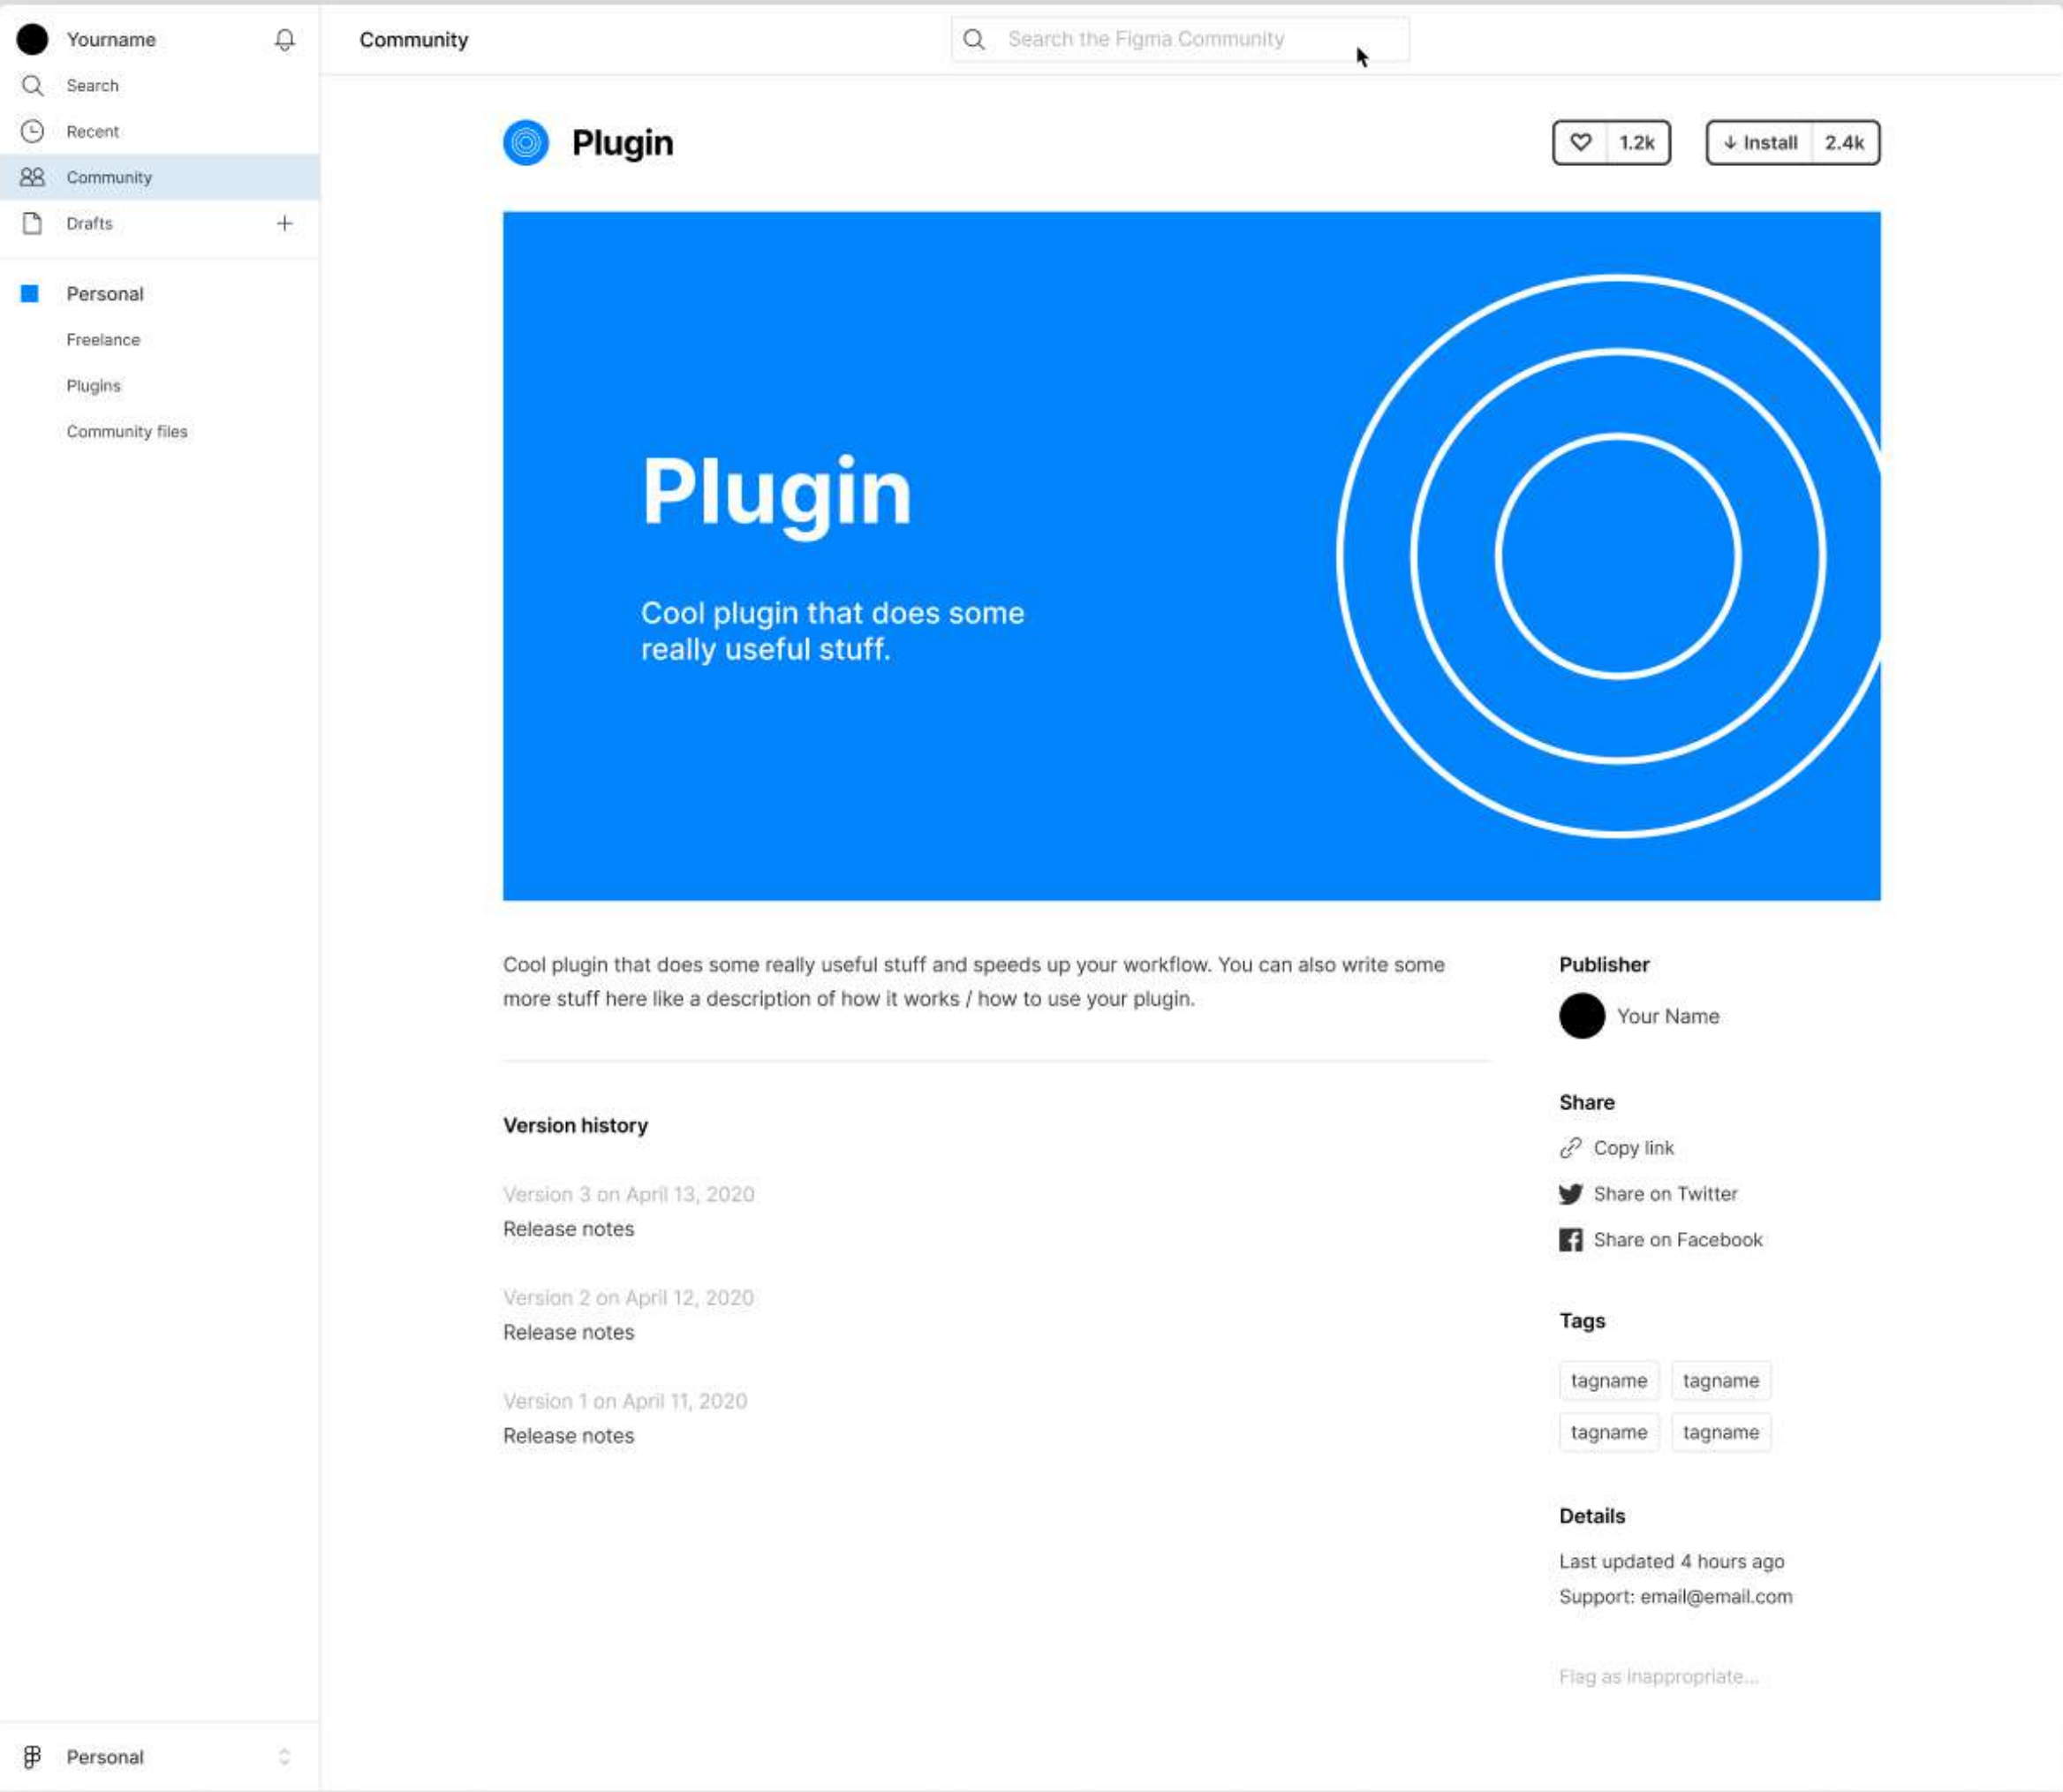 Yourname
Search
Recent
Community
Drafts
Personal
Freelance
Plugins
Community files
Personal
Community
Search the Figma Community
Plugin
1.2k
Install 2.4k
Plugin
Cool plugin that does some
really useful stuff.
Cool plugin that does some really useful stuff and speeds up your workflow. You can also write some
more stuff here like a description of how it works / how to use your plugin.
Version history
Version 3 on April 13, 2020
Release notes
Version 2 on April 12, 2020
Release notes
Version 1 on April 11, 2020
Release notes
Publisher
Your Name
Share
Copy link
Share on Twitter
Share on Facebook
Tags
tagname tagname
tagname tagname
Details
Last updated 4 hours ago
Support: email@email.com
Flag as inappropriate...